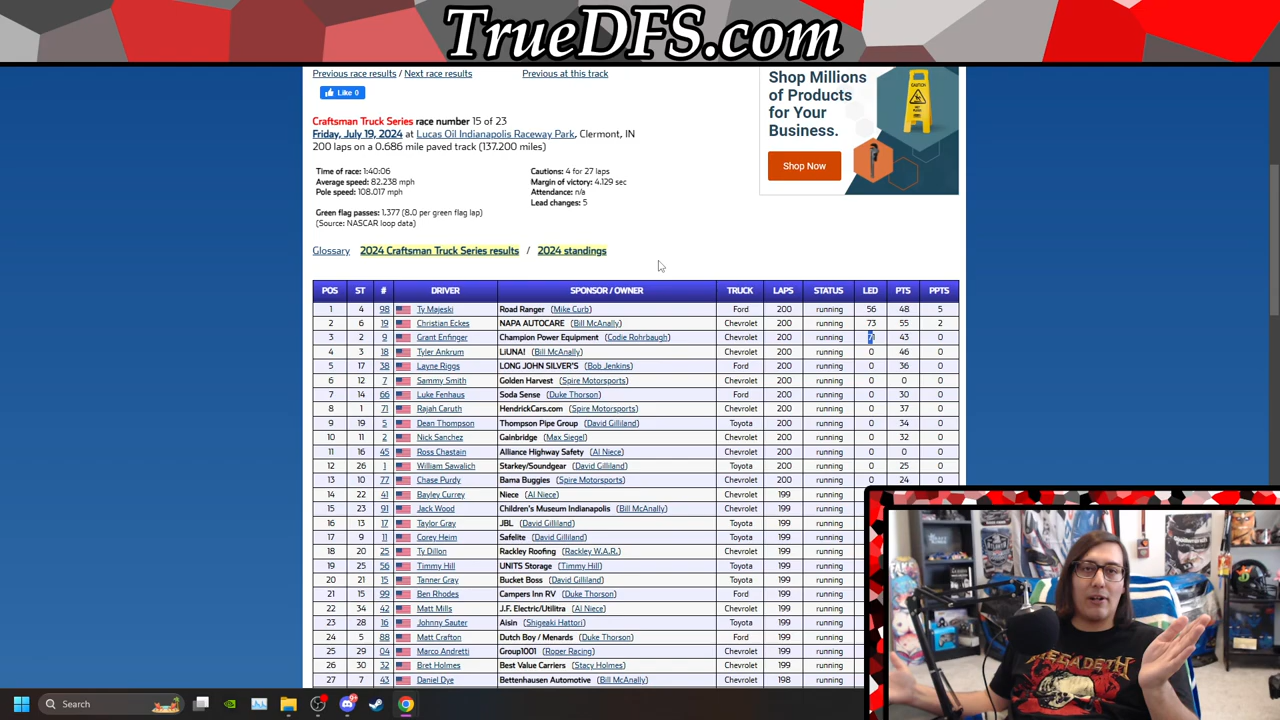 TrueDFS.com
Previous race results / Next race results Previous at this track
Like 0
Shop Millions
of Products
for Your
Business.
Shop Now
CAUTION
Craftsman Truck Series race number 15 of 23
Friday, July 19, 2024 at Lucas Oil Indianapolis Raceway Park, Clermont, IN
200 laps on a 0.686 mile paved track (137.200 miles)
Time of race: 1:40:06 Cautions: 4 for 27 laps
Average speed: 82.238 mph Margin of victory: 4.129 sec
Pole speed: 108.017 mph Attendance: n/a
Lead changes: 5
Green flag passes: 1,377 (8.0 per green flag lap)
(Source: NASCAR loop data)
Glossary 2024 Craftsman Truck Series results / 2024 standings
POS ST # DRIVER SPONSOR / OWNER TRUCK LAPS STATUS LED PTS PPTS
1 4 98 Ty Majeski Road Ranger (Mike Curb) Ford 200 running 56 48 5
2 6 19 Christian Eckes NAPA AUTOCARE (Bill McAnally) Chevrolet 200 running 73 55 2
3 2 9 Grant Enfinger Champion Power Equipment (Codie Rohrbaugh) Chevrolet 200 running 71 43 0
4 3 18 Tyler Ankrum LiUNA! (Bill McAnally) Chevrolet 200 running 0 46 0
5 17 38 Layne Riggs LONG JOHN SILVER'S (Bob Jenkins) Ford 200 running 0 36 0
6 12 7 Sammy Smith Golden Harvest (Spire Motorsports) Chevrolet 200 running 0 0 0
7 14 66 Luke Fenhaus Soda Sense (Duke Thorson) Ford 200 running 0 30 0
8 1 71 Rajah Caruth HendrickCars.com (Spire Motorsports) Chevrolet 200 running 0 37 0
9 19 5 Dean Thompson Thompson Pipe Group (David Gilliland) Toyota 200 running 0 34 0
10 11 2 Nick Sanchez Gainbridge (Max Siegel) Chevrolet 200 running 0 32 0
11 16 45 Ross Chastain Alliance Highway Safety (Al Niece) Chevrolet 200 running 0 0 0
12 26 1 William Sawalich Starkey/Soundgear (David Gilliland) Toyota 200 running 0 25 0
13 10 77 Chase Purdy Bama Buggies (Spire Motorsports) Chevrolet 200 running 0 24 0
14 22 41 Bayley Currey Niece (Al Niece) Chevrolet 199 running
15 23 91 Jack Wood Children's Museum Indianapolis (Bill McAnally) Chevrolet 199 running
16 13 17 Taylor Gray JBL (David Gilliland) Toyota 199 running
17 9 11 Corey Heim Safelite (David Gilliland) Toyota 199 running
18 20 25 Ty Dillon Rackley Roofing (Rackley W.A.R.) Chevrolet 199 running
19 25 56 Timmy Hill UNITS Storage (Timmy Hill) Toyota 199 running
20 21 15 Tanner Gray Bucket Boss (David Gilliland) Toyota 199 running
21 15 99 Ben Rhodes Campers Inn RV (Duke Thorson) Ford 199 running
22 34 42 Matt Mills J.F. Electric/Utilitra (Al Niece) Chevrolet 199 running
23 28 16 Johnny Sauter Aisin (Shigeaki Hattori) Toyota 199 running
24 5 88 Matt Crafton Dutch Boy / Menards (Duke Thorson) Ford 199 running
25 29 04 Marco Andretti Group1001 (Roper Racing) Chevrolet 199 running
26 30 32 Bret Holmes Best Value Carriers (Stacy Holmes) Chevrolet 199 running
27 7 43 Daniel Dye Bettenhausen Automotive (Bill McAnally) Chevrolet 198 running
MEGADETH
Search